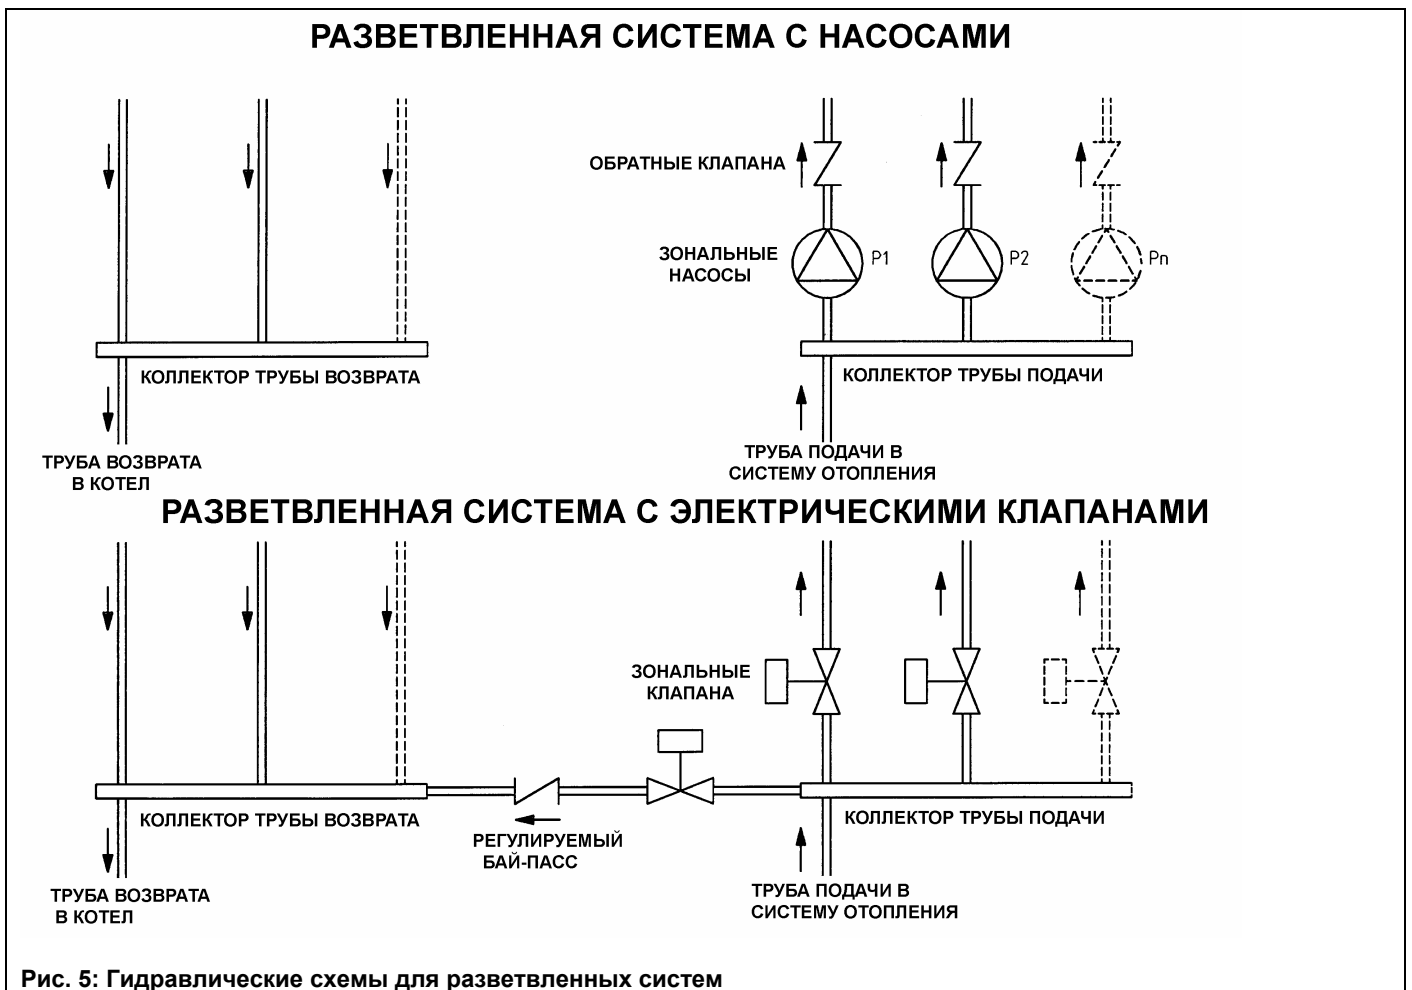 РАЗВЕТВЛЕННАЯ СИСТЕМА С НАСОСАМИ
ОБРАТНЫЕ КЛАПАНА
ЗОНАЛЬНЫЕ
НАСОСЫ
P1
P2
Pn
КОЛЛЕКТОР ТРУБЫ ВОЗВРАТА
КОЛЛЕКТОР ТРУБЫ ПОДАЧИ
ТРУБА ВОЗВРАТА
В КОТЕЛ
ТРУБА ПОДАЧИ В
СИСТЕМУ ОТОПЛЕНИЯ
РАЗВЕТВЛЕННАЯ СИСТЕМА С ЭЛЕКТРИЧЕСКИМИ КЛАПАНАМИ
ЗОНАЛЬНЫЕ
КЛАПАНА
КОЛЛЕКТОР ТРУБЫ ВОЗВРАТА
КОЛЛЕКТОР ТРУБЫ ПОДАЧИ
РЕГУЛИРУЕМЫЙ
БАЙ-ПАСС
ТРУБА ВОЗВРАТА
В КОТЕЛ
ТРУБА ПОДАЧИ В
СИСТЕМУ ОТОПЛЕНИЯ
Рис. 5: Гидравлические схемы для разветвленных систем